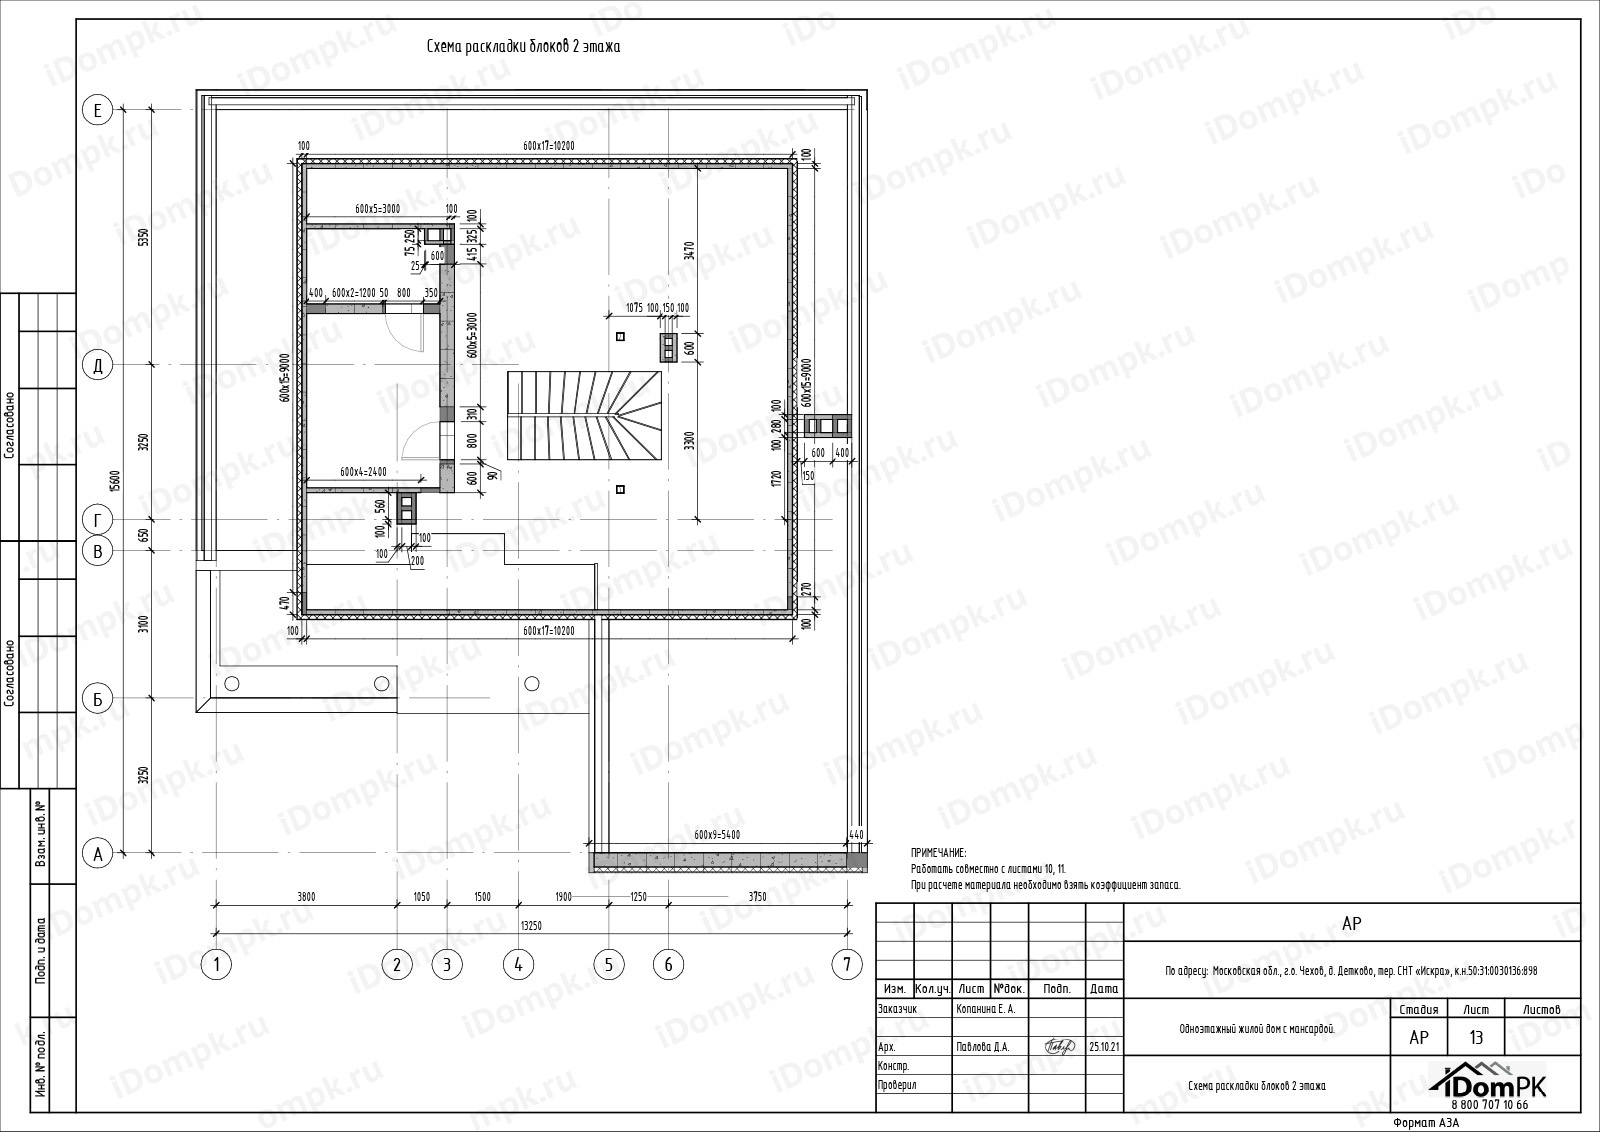 Схема раскладки блоков 2 этажа
Е
Д
Г
В
Б
А
5350
3250
650
3100
3250
15600
100
600х17=10200
100
600х5=3000
100
100
325
415
75
250
600
25
400
600х2=1200
50
800
350
600х5=3000
600х15=9000
310
800
90
600
600х4=2400
560
100
100
100
200
470
100
600х17=10200
3470
1075
100
150
100
600
3300
600х15=9000
100
280
100
1720
600
400
150
270
100
600х9=5400
440
3800
1050
1500
1900
1250
3750
13250
1
2
3
4
5
6
7
ПРИМЕЧАНИЕ:
Работать совместно с листами 10, 11.
При расчете материала необходимо взять коэффициент запаса.
Согласовано
Согласовано
Взам. инв. №
Подп. и дата
Инв. № подл.
АР
По адресу: Московская обл., г.о. Чехов, д. Детково, тер. СНТ «Искра», к.н.50:31:0030136:898
Изм.
Кол.уч.
Лист
№док.
Подп.
Дата
Заказчик
Копанина Е. А.
Арх.
Павлова Д.А.
25.10.21
Констр.
Проверил
Одноэтажный жилой дом с мансардой.
Стадия
Лист
Листов
АР
13
Схема раскладки блоков 2 этажа
iDomPK
8 800 707 10 66
Формат А3А
iDompk.ru